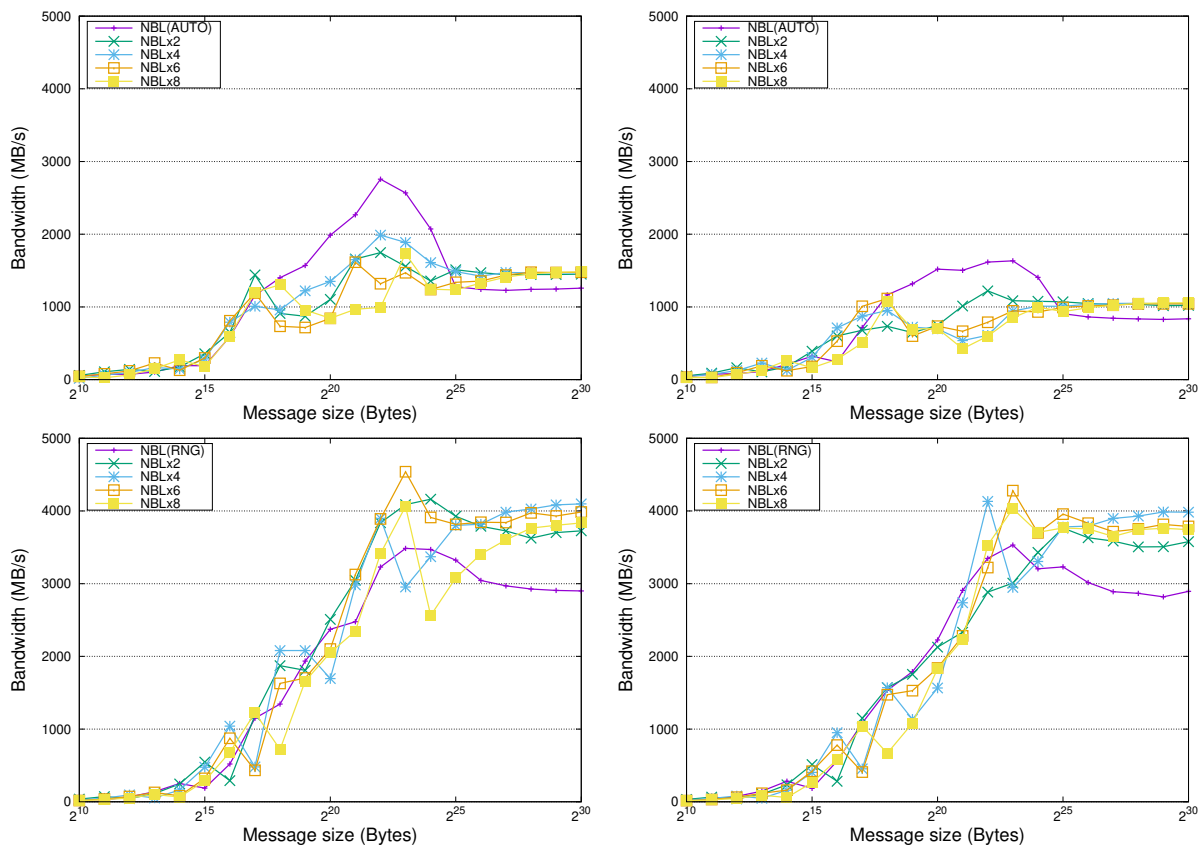 5000
4000
3000
2000
1000
0
Bandwidth (MB/s)
NBL(AUTO)
NBLx2
NBLx4
NBLx6
NBLx8
2^10 2^15 2^20 2^25 2^30
Message size (Bytes)
5000
4000
3000
2000
1000
0
Bandwidth (MB/s)
NBL(AUTO)
NBLx2
NBLx4
NBLx6
NBLx8
2^10 2^15 2^20 2^25 2^30
Message size (Bytes)
5000
4000
3000
2000
1000
0
Bandwidth (MB/s)
NBL(RNG)
NBLx2
NBLx4
NBLx6
NBLx8
2^10 2^15 2^20 2^25 2^30
Message size (Bytes)
5000
4000
3000
2000
1000
0
Bandwidth (MB/s)
NBL(RNG)
NBLx2
NBLx4
NBLx6
NBLx8
2^10 2^15 2^20 2^25 2^30
Message size (Bytes)